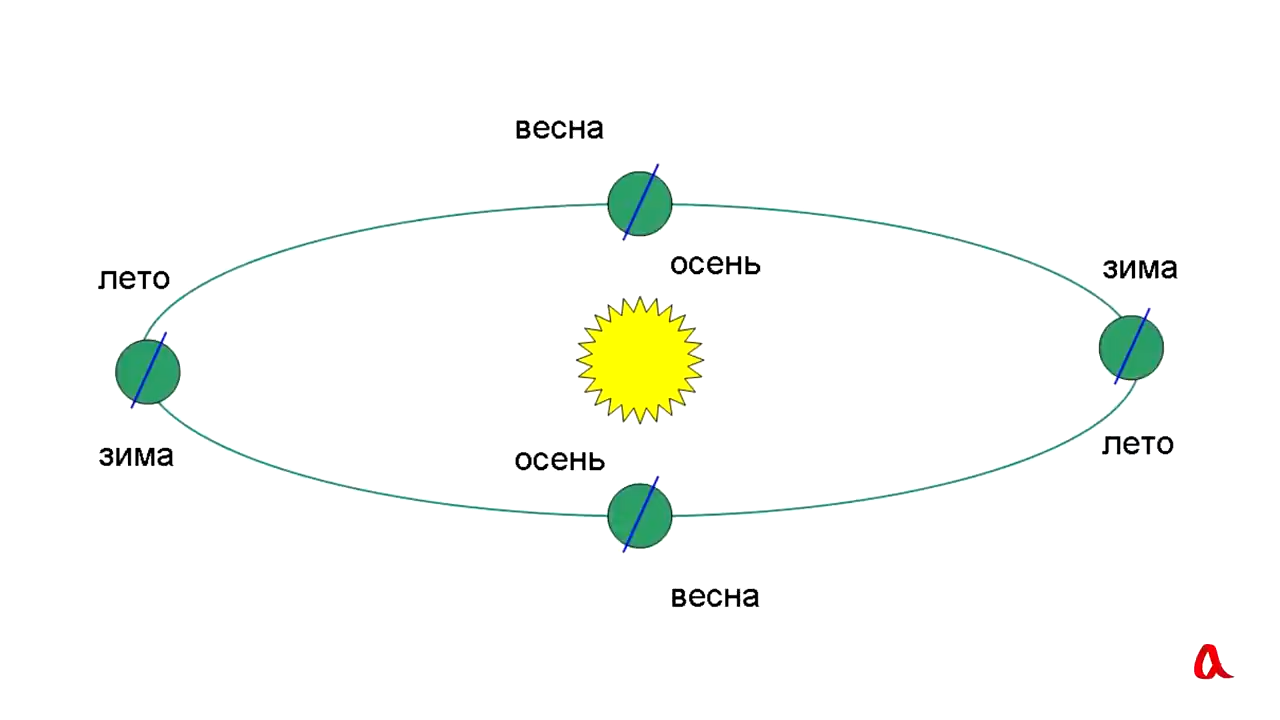 весна
осень
лето
зима
зима
лето
осень
весна
a